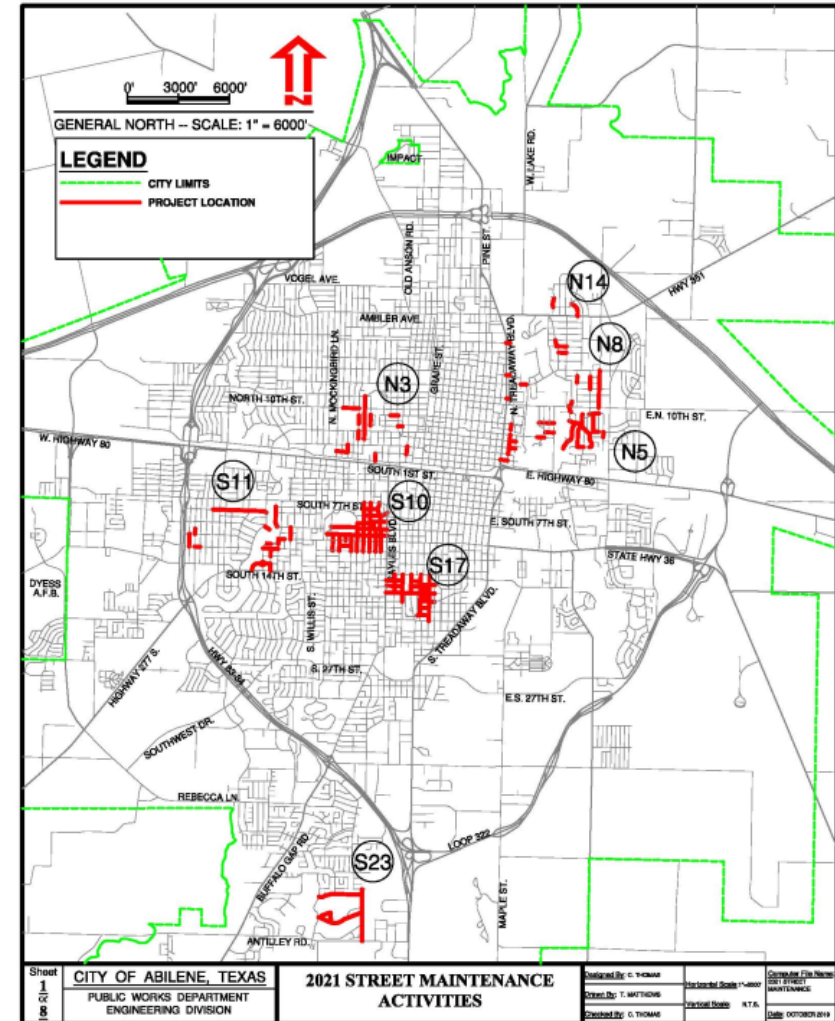 0' 3000' 6000'
N
GENERAL NORTH -- SCALE: 1" = 6000'
LEGEND
CITY LIMITS
PROJECT LOCATION
IMPACT
W. LAKE RD.
OLD ANSON RD.
PINE ST.
VOGEL AVE.
N14
HWY 351
AMBLER AVE.
N. MOCKINGBIRD LN.
GRAPE ST.
N. TREADAWAY BLVD.
N8
N3
NORTH 10TH ST.
E.N. 10TH ST.
W. HIGHWAY 80
N5
SOUTH 1ST ST.
E. HIGHWAY 80
S11
SOUTH 7TH ST.
S10
E. SOUTH 7TH ST.
STATE HWY 36
S17
SOUTH 14TH ST.
DYESS
A.F.B.
S. WILLIS ST.
S. TREADAWAY BLVD.
S. 27TH ST.
HIGHWAY 277 S.
HWY 83-84
E.S. 27TH ST.
SOUTHWEST DR.
REBECCA LN.
LOOP 322
BUFFALO GAP RD.
S23
MAPLE ST.
ANTILLEY RD.
Sheet
1
8
CITY OF ABILENE, TEXAS
PUBLIC WORKS DEPARTMENT
ENGINEERING DIVISION
2021 STREET MAINTENANCE
ACTIVITIES
Designed By: C. THOMAS
Drawn By: T. MATTHEWS
Checked By: C. THOMAS
Horizontal Scale: 1"=6000'
Vertical Scale: N.T.S.
Computer File Name:
2021 STREET
MAINTENANCE
Date: OCTOBER 2019